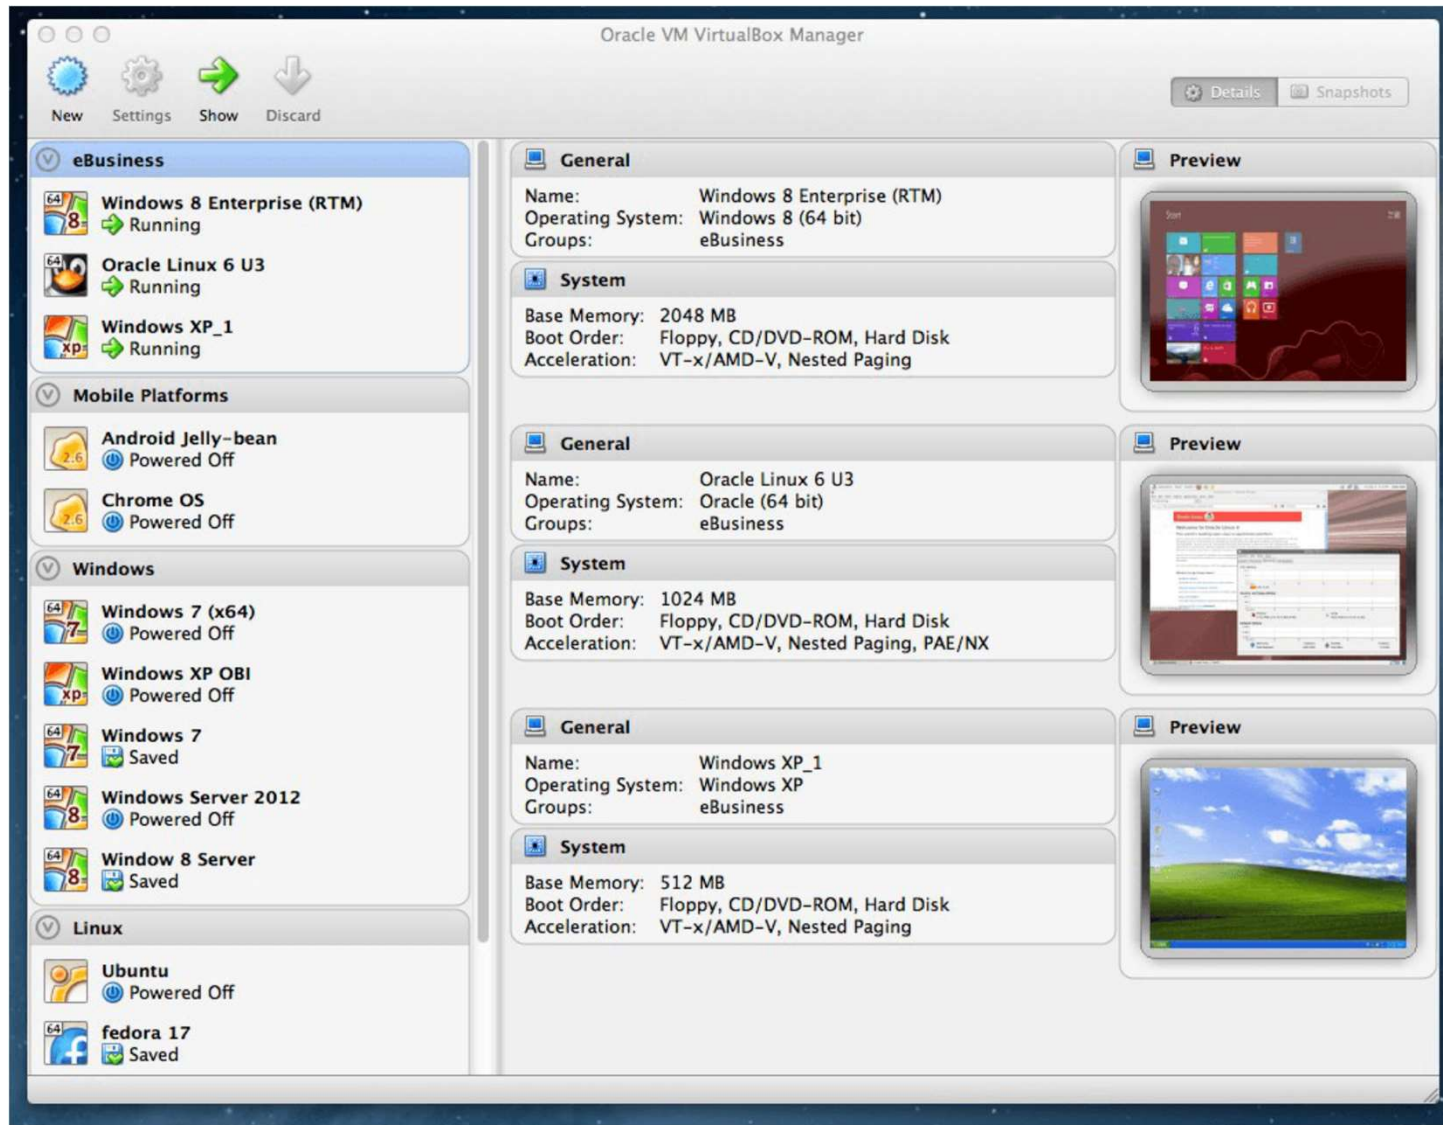 Oracle VM VirtualBox Manager
New Settings Show Discard
Details Snapshots
eBusiness
Windows 8 Enterprise (RTM)
Running
Oracle Linux 6 U3
Running
Windows XP_1
Running
Mobile Platforms
Android Jelly-bean
Powered Off
Chrome OS
Powered Off
Windows
Windows 7 (x64)
Powered Off
Windows XP OBI
Powered Off
Windows 7
Saved
Windows Server 2012
Powered Off
Window 8 Server
Saved
Linux
Ubuntu
Powered Off
fedora 17
Saved
General
Name: Windows 8 Enterprise (RTM)
Operating System: Windows 8 (64 bit)
Groups: eBusiness
System
Base Memory: 2048 MB
Boot Order: Floppy, CD/DVD-ROM, Hard Disk
Acceleration: VT-x/AMD-V, Nested Paging
Preview
Start
General
Name: Oracle Linux 6 U3
Operating System: Oracle (64 bit)
Groups: eBusiness
System
Base Memory: 1024 MB
Boot Order: Floppy, CD/DVD-ROM, Hard Disk
Acceleration: VT-x/AMD-V, Nested Paging, PAE/NX
Preview
General
Name: Windows XP_1
Operating System: Windows XP
Groups: eBusiness
System
Base Memory: 512 MB
Boot Order: Floppy, CD/DVD-ROM, Hard Disk
Acceleration: VT-x/AMD-V, Nested Paging
Preview